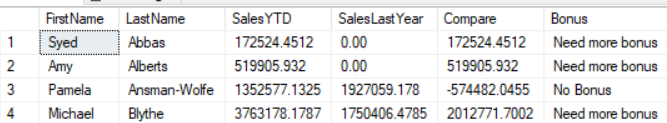 FirstName LastName SalesYTD SalesLastYear Compare Bonus
1 Syed Abbas 172524.4512 0.00 172524.4512 Need more bonus
2 Amy Alberts 519905.932 0.00 519905.932 Need more bonus
3 Pamela Ansman-Wolfe 1352577.1325 1927059.178 -574482.0455 No Bonus
4 Michael Blythe 3763178.1787 1750406.4785 2012771.7002 Need more bonus